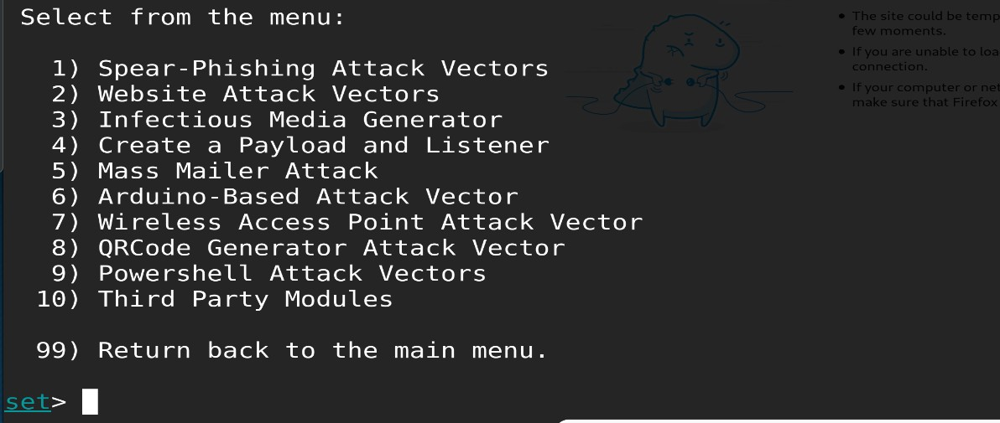 Select from the menu:
1) Spear-Phishing Attack Vectors
2) Website Attack Vectors
3) Infectious Media Generator
4) Create a Payload and Listener
5) Mass Mailer Attack
6) Arduino-Based Attack Vector
7) Wireless Access Point Attack Vector
8) QRCode Generator Attack Vector
9) Powershell Attack Vectors
10) Third Party Modules
99) Return back to the main menu.
set>
• The site could be temp
few moments.
• If you are unable to loa
connection.
• If your computer or net
make sure that Firefox